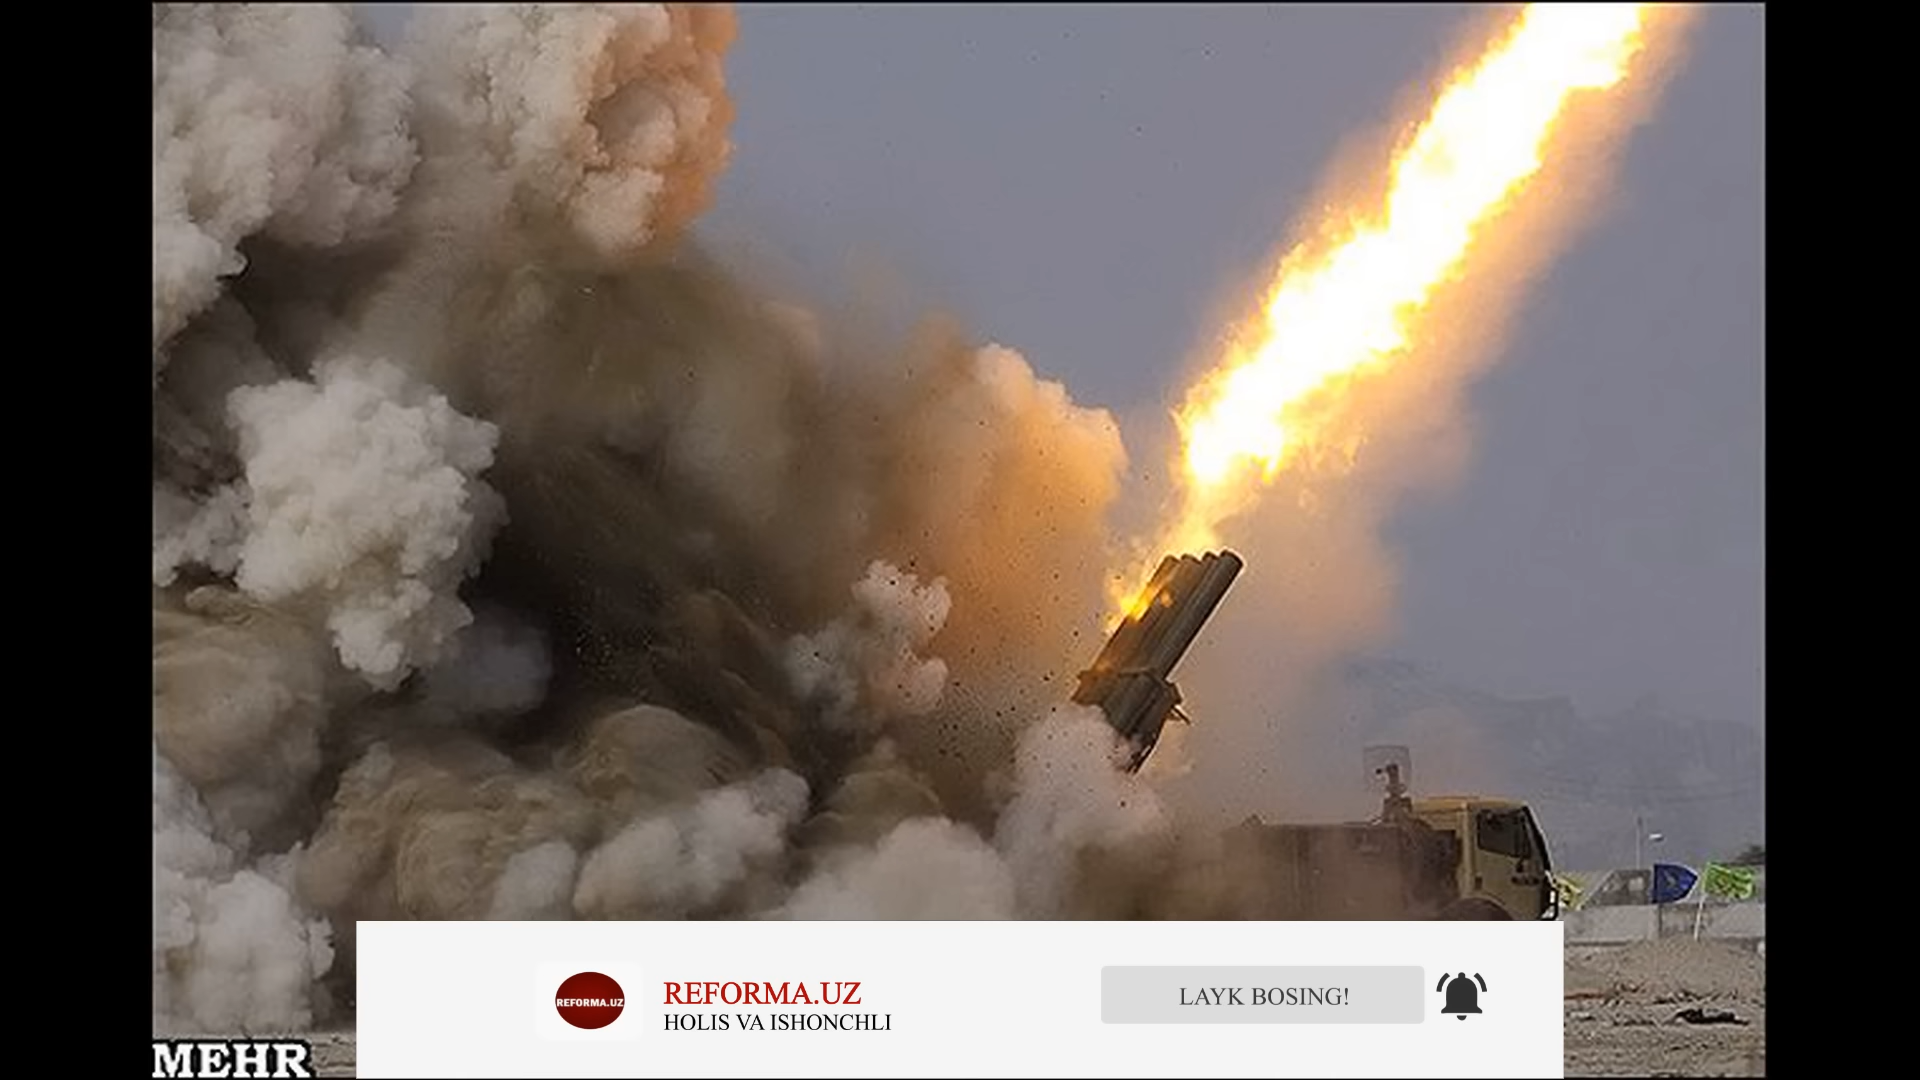 REFORMA.UZ
REFORMA.UZ
HOLIS VA ISHONCHLI
LAYK BOSING!
MEHR